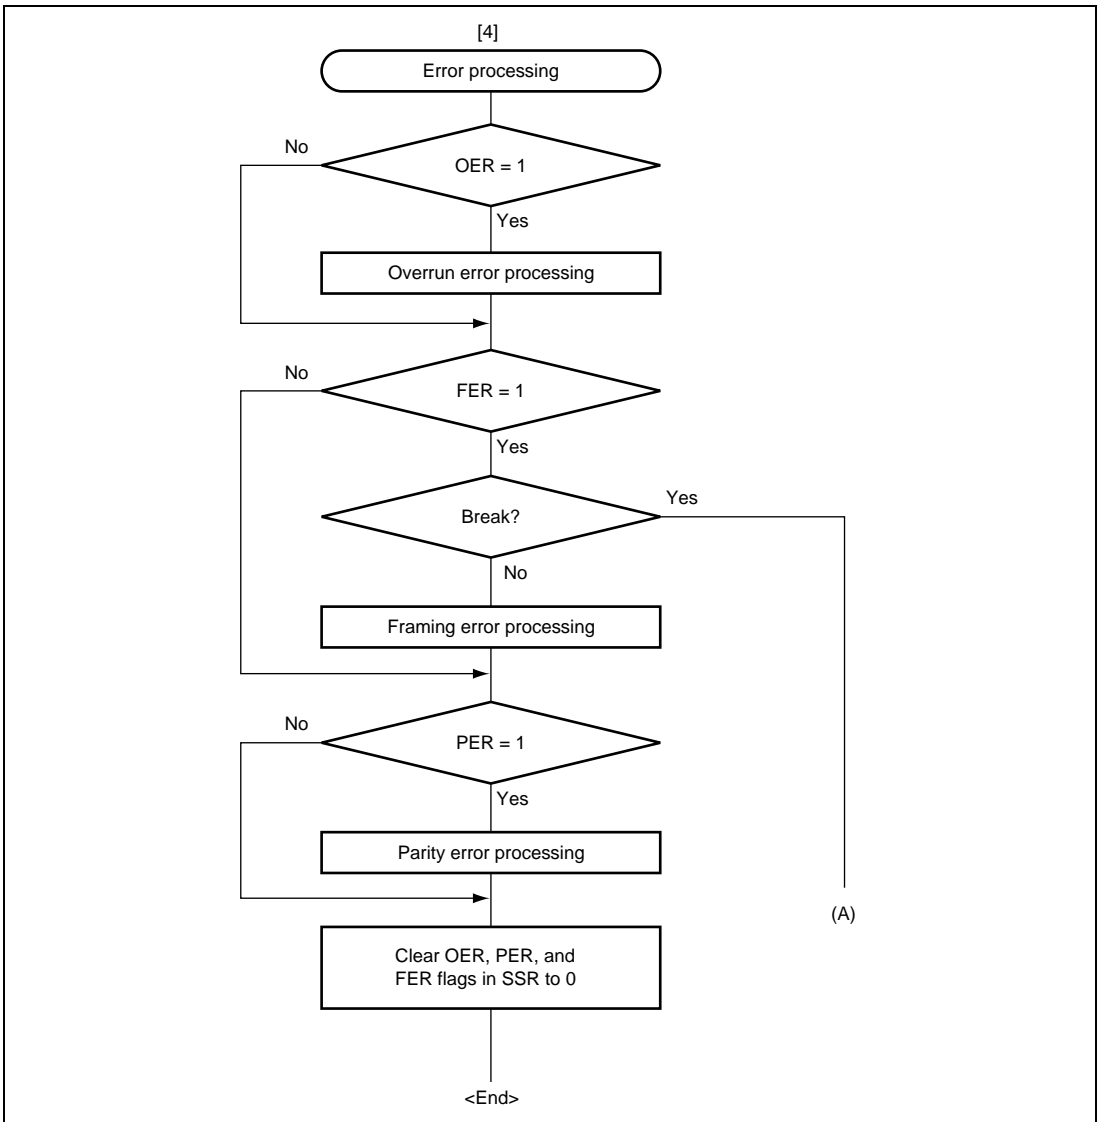 [4]
Error processing
No
OER = 1
Yes
Overrun error processing
No
FER = 1
Yes
Yes
Break?
No
Framing error processing
No
PER = 1
Yes
Parity error processing
(A)
Clear OER, PER, and
FER flags in SSR to 0
<End>